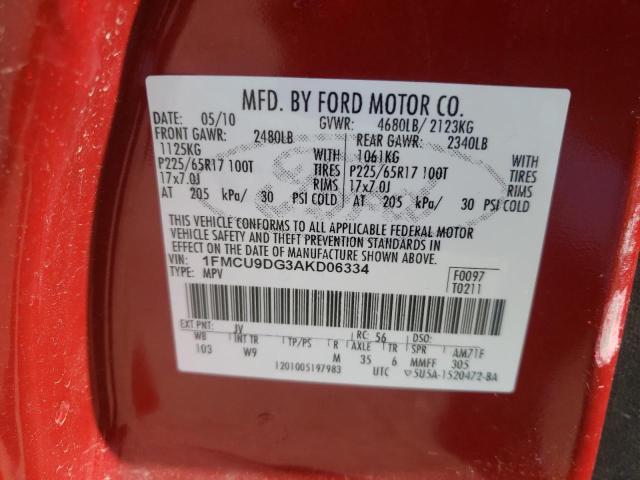 MFD. BY FORD MOTOR CO.
DATE: 05/10 GVWR: 4680LB/ 2123KG
FRONT GAWR: 2480LB REAR GAWR: 2340LB
1125KG WITH 1061KG WITH
P225/65R17 100T TIRES P225/65R17 100T TIRES
17x7.0J RIMS 17x7.0J RIMS
AT 205 kPa/ 30 PSI COLD AT 205 kPa/ 30 PSI COLD
Ford
THIS VEHICLE CONFORMS TO ALL APPLICABLE FEDERAL MOTOR
VEHICLE SAFETY AND THEFT PREVENTION STANDARDS IN
EFFECT ON THE DATE OF MANUFACTURE SHOWN ABOVE.
VIN: 1FMCU9DG3AKD06334
TYPE: MPV
F0097
T0211
EXT PNT: JV RC: 56 DSO:
WB INT TR TP/PS R AXLE TR SPR AM71F
103 W9 M 35 6 MMFF 305
1201005197983 UTC 5U5A-1520472-BA